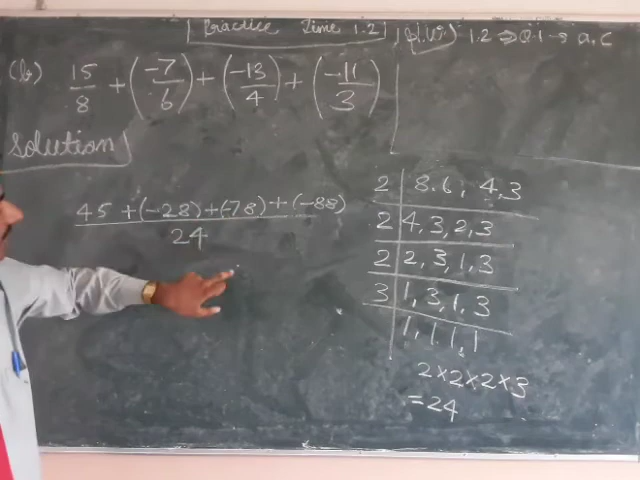 Practice Time 1.2
(H.W) 1.2 ⇒ Q.1 → a, c
(b) 15/8 + (-7/6) + (-13/4) + (-11/3)
Solution
45 + (-28) + (-78) + (-88)
24
2 | 8.6, 4,3
2 | 4, 3, 2, 3
2 | 2, 3, 1, 3
3 | 1, 3, 1, 3
1, 1, 1, 1
2×2×2×3
=24